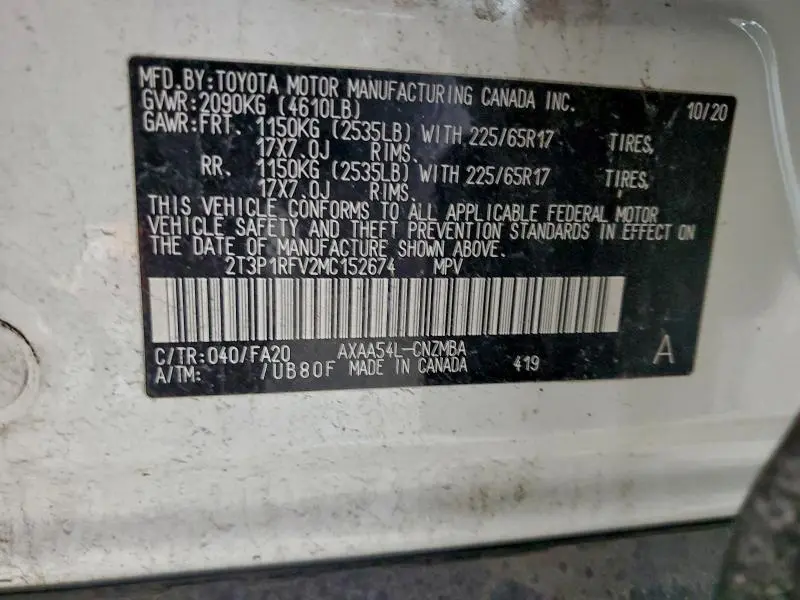 MFD.BY:TOYOTA MOTOR MANUFACTURING CANADA INC.
GVWR:2090KG (4610LB) 10/20
GAWR:FRT. 1150KG (2535LB) WITH 225/65R17 TIRES,
17X7.0J RIMS.
RR. 1150KG (2535LB) WITH 225/65R17 TIRES,
17X7.0J RIMS.
THIS VEHICLE CONFORMS TO ALL APPLICABLE FEDERAL MOTOR
VEHICLE SAFETY AND THEFT PREVENTION STANDARDS IN EFFECT ON
THE DATE OF MANUFACTURE SHOWN ABOVE.
2T3P1RFV2MC152674 MPV
C/TR:040/FA20 AXAA54L-CNZMBA A
A/TM: /UB80F MADE IN CANADA 419